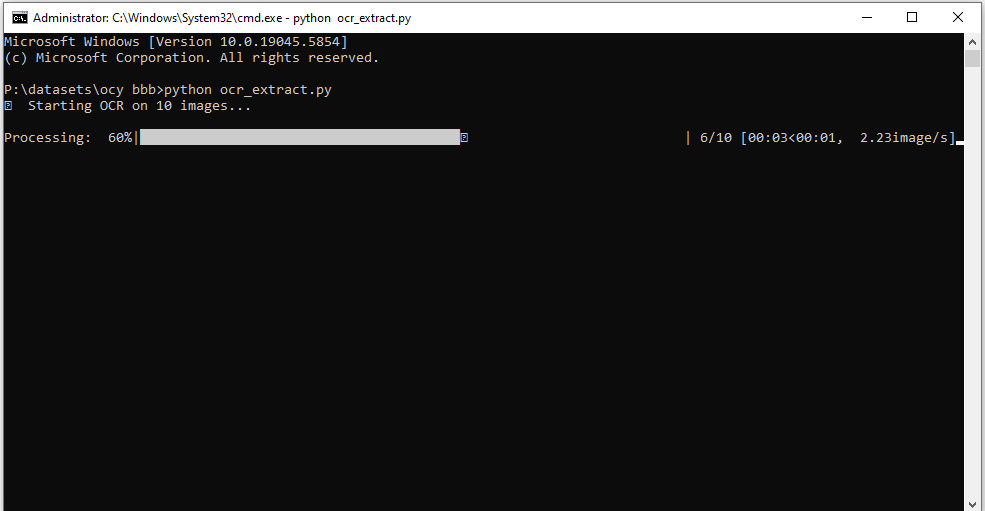 Administrator: C:\Windows\System32\cmd.exe - python  ocr_extract.py
Microsoft Windows [Version 10.0.19045.5854]
(c) Microsoft Corporation. All rights reserved.
P:\datasets\ocy bbb>python ocr_extract.py
Starting OCR on 10 images...
Processing:  60%| | 6/10 [00:03<00:01,  2.23image/s]